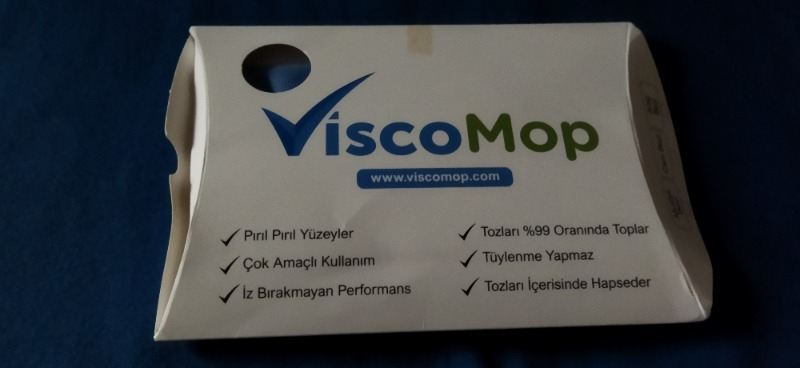 ViscoMop
www.viscomop.com
Pırıl Pırıl Yüzeyler
Çok Amaçlı Kullanım
İz Bırakmayan Performans
Tozları %99 Oranında Toplar
Tüylenme Yapmaz
Tozları İçerisinde Hapseder